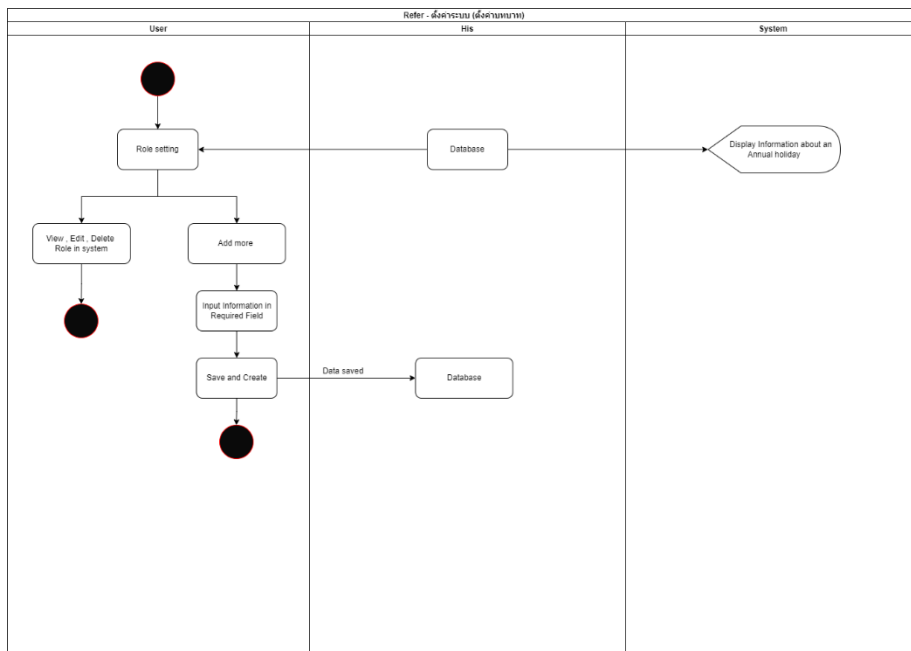 Refer - ตั้งค่าระบบ (ตั้งค่าบทบาท)
User
His
System
Role setting
Database
Display Information about an
Annual holiday
View , Edit , Delete
Role in system
Add more
Input Information in
Required Field
Save and Create
Data saved
Database